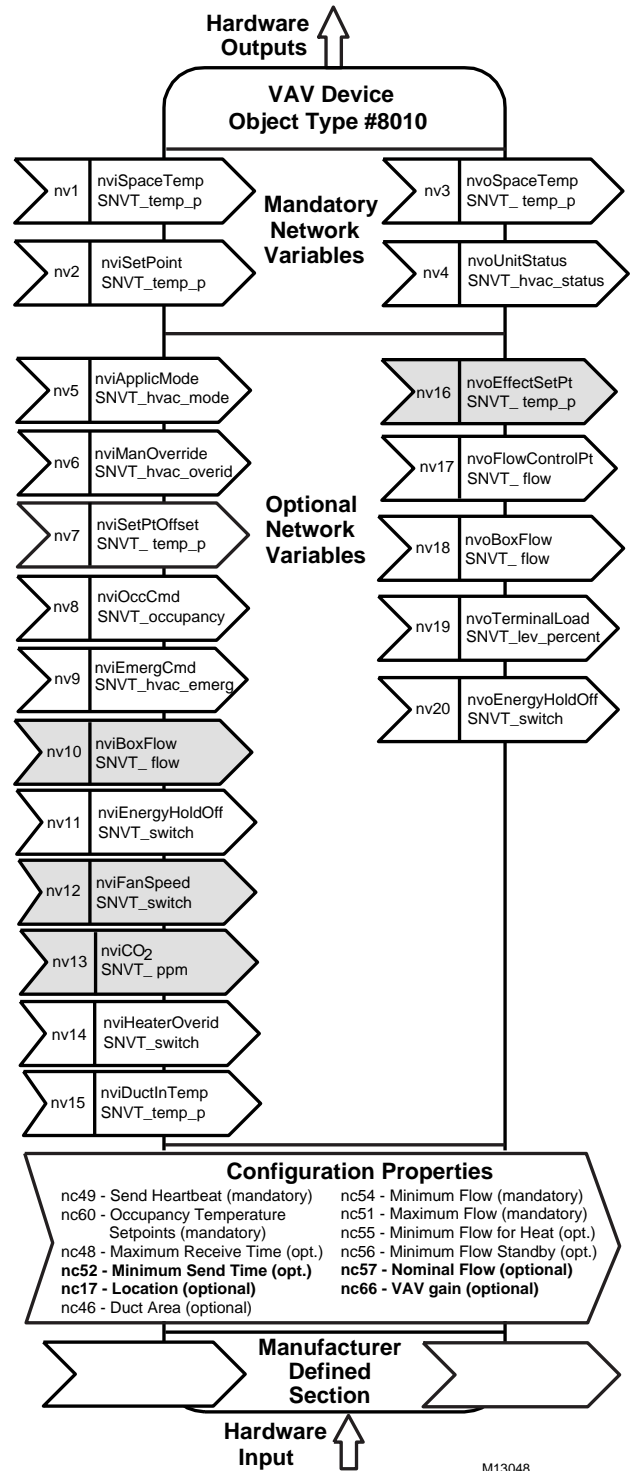 Hardware
Outputs
VAV Device
Object Type #8010
nv1
nviSpaceTemp
SNVT_temp_p
nv2
nviSetPoint
SNVT_temp_p
Mandatory
Network
Variables
nv3
nvoSpaceTemp
SNVT_ temp_p
nv4
nvoUnitStatus
SNVT_hvac_status
nv5
nviApplicMode
SNVT_hvac_mode
nv6
nviManOverride
SNVT_hvac_overid
nv7
nviSetPtOffset
SNVT_ temp_p
nv8
nviOccCmd
SNVT_occupancy
nv9
nviEmergCmd
SNVT_hvac_emerg
nv10
nviBoxFlow
SNVT_ flow
nv11
nviEnergyHoldOff
SNVT_switch
nv12
nviFanSpeed
SNVT_switch
nv13
nviCO2
SNVT_ ppm
nv14
nviHeaterOverid
SNVT_switch
nv15
nviDuctInTemp
SNVT_temp_p
Optional
Network
Variables
nv16
nvoEffectSetPt
SNVT_ temp_p
nv17
nvoFlowControlPt
SNVT_ flow
nv18
nvoBoxFlow
SNVT_ flow
nv19
nvoTerminalLoad
SNVT_lev_percent
nv20
nvoEnergyHoldOff
SNVT_switch
Configuration Properties
nc49 - Send Heartbeat (mandatory)
nc60 - Occupancy Temperature
Setpoints (mandatory)
nc48 - Maximum Receive Time (opt.)
nc52 - Minimum Send Time (opt.)
nc17 - Location (optional)
nc46 - Duct Area (optional)
nc54 - Minimum Flow (mandatory)
nc51 - Maximum Flow (mandatory)
nc55 - Minimum Flow for Heat (opt.)
nc56 - Minimum Flow Standby (opt.)
nc57 - Nominal Flow (optional)
nc66 - VAV gain (optional)
Manufacturer
Defined
Section
Hardware
Input
M13048